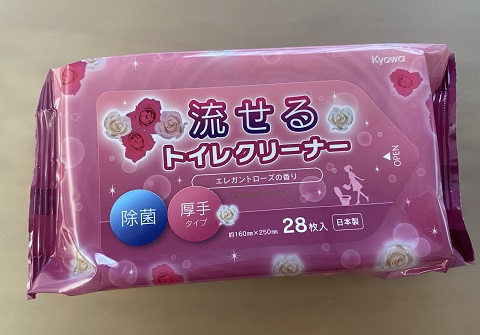 Kyowa
流せる
トイレクリーナー
エレガントローズの香り
OPEN
除菌
厚手
タイプ
約160mm×250mm 28枚入 日本製